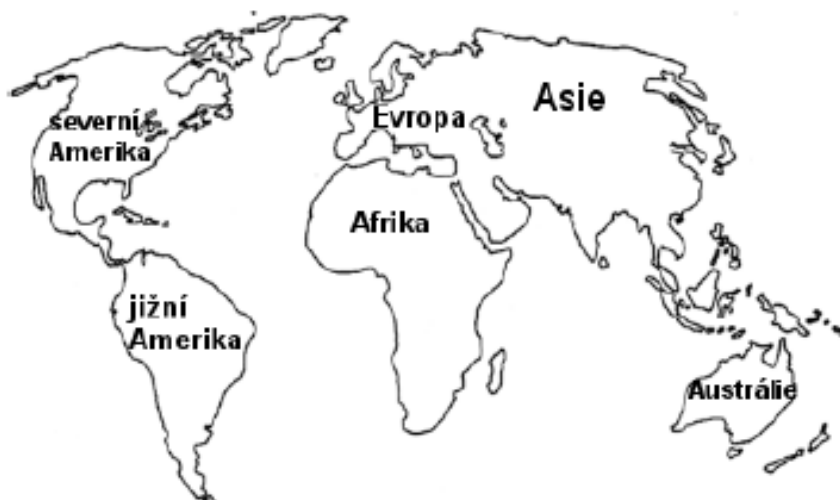 severní
Amerika
Evropa
Asie
Afrika
jižní
Amerika
Austrálie